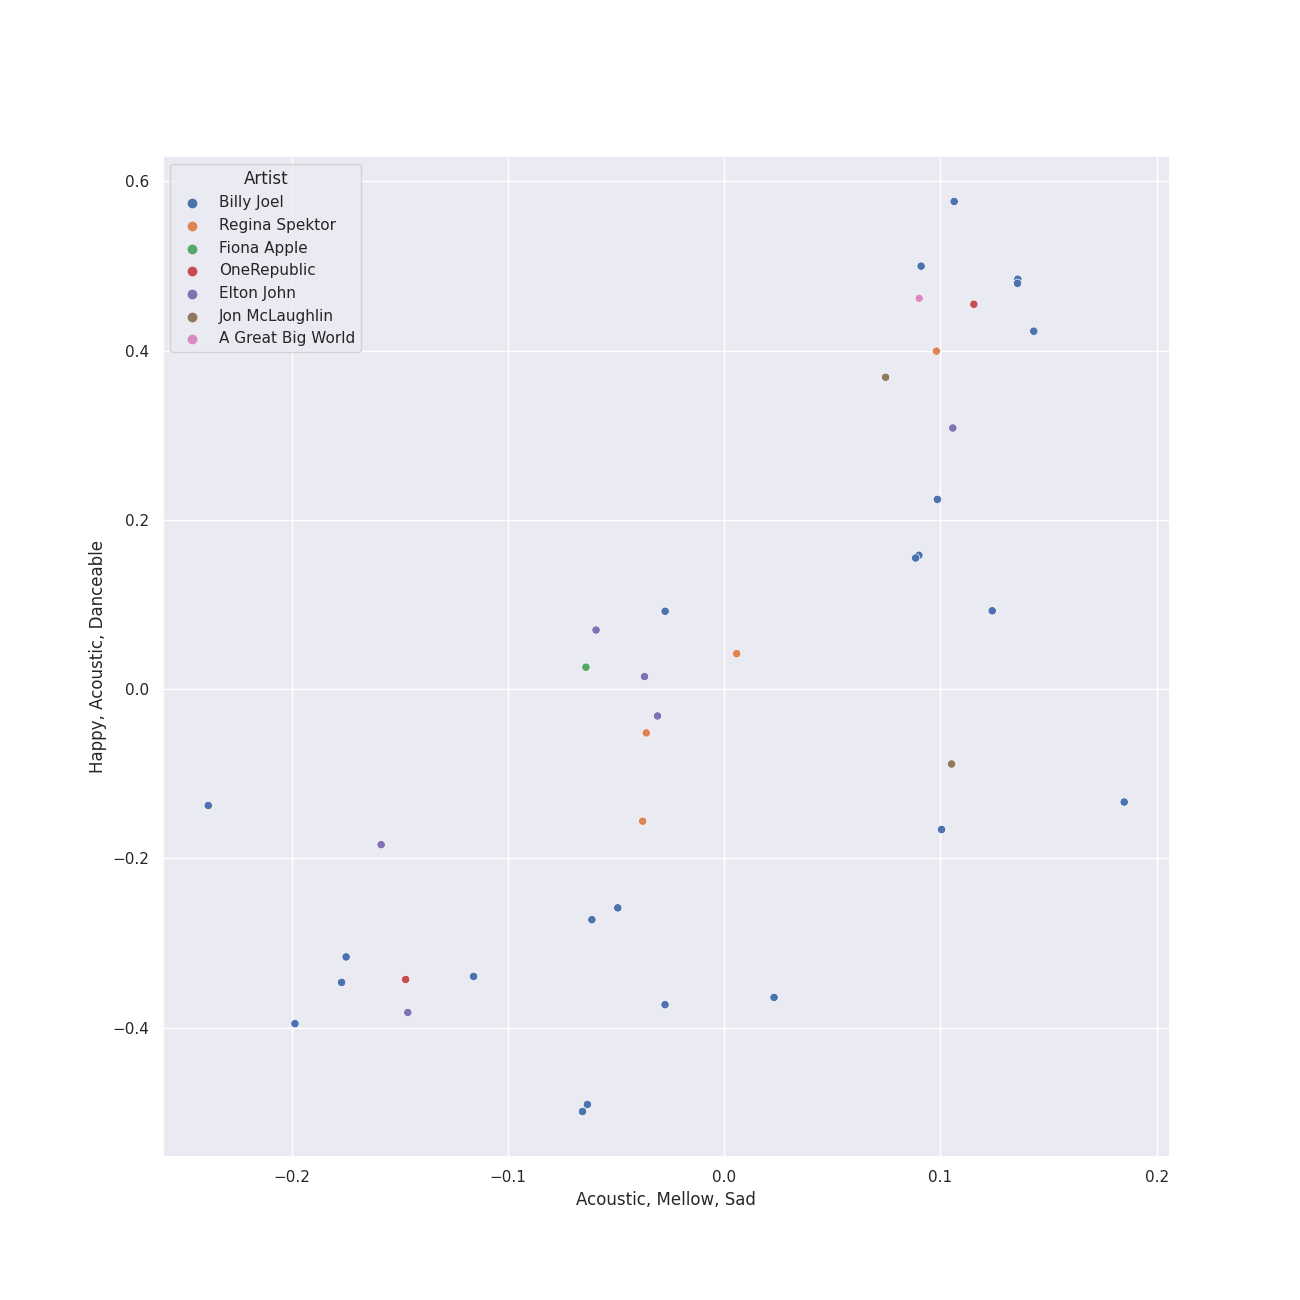 Artist
Billy Joel
Regina Spektor
Fiona Apple
OneRepublic
Elton John
Jon McLaughlin
A Great Big World
0.6
0.4
0.2
0.0
−0.2
−0.4
Happy, Acoustic, Danceable
−0.2 −0.1 0.0 0.1 0.2
Acoustic, Mellow, Sad